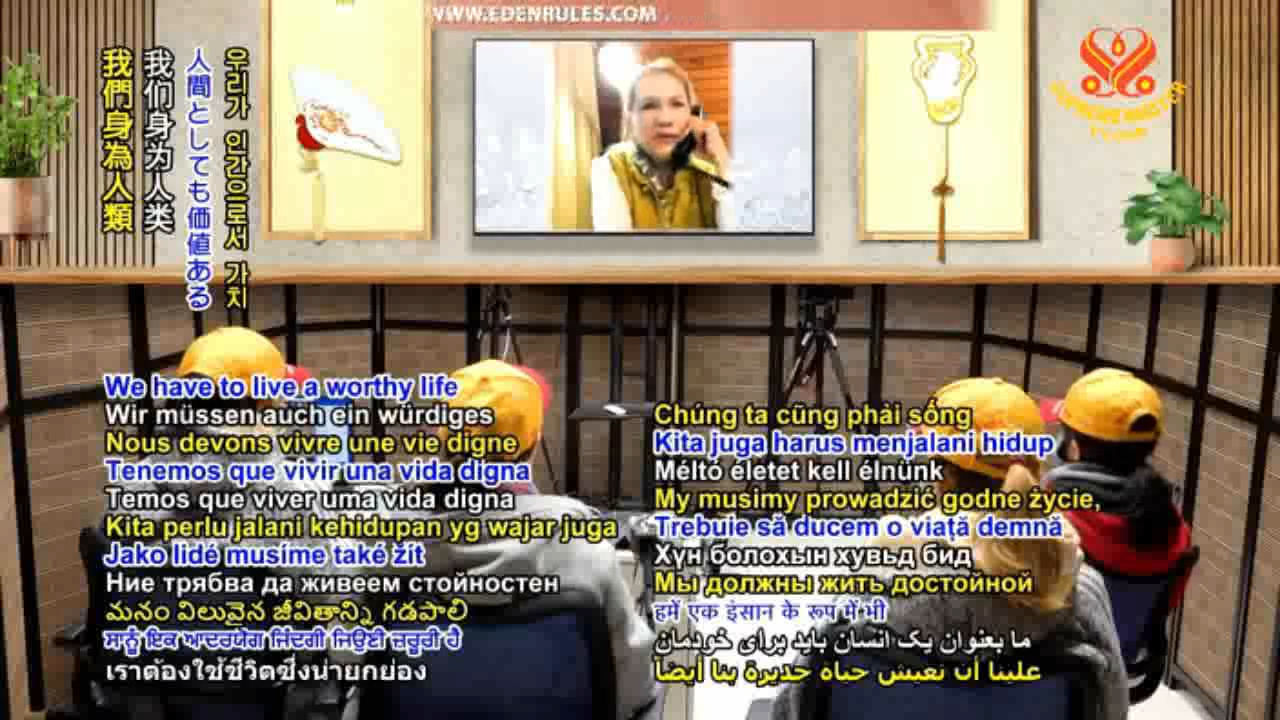 WWW.EDENRULES.COM
SUPREME MASTER
我們身為人類
我们身为人类
人間としても価値ある
우리가 인간으로서 가치
We have to live a worthy life
Wir müssen auch ein würdiges
Nous devons vivre une vie digne
Tenemos que vivir una vida digna
Temos que viver uma vida digna
Kita perlu jalani kehidupan yg wajar juga
Jako lidé musíme také žít
Ние трябва да живеем стойностен
మనం విలువైన జీవితాన్ని గడపాలి
ਸਾਨੂੰ ਇਕ ਆਦਰਯੋਗ ਜ਼ਿੰਦਗੀ ਜਿਉਣੀ ਜ਼ਰੂਰੀ ਹੈ
เราต้องใช้ชีวิตซึ่งน่ายกย่อง
Chúng ta cũng phải sống
Kita juga harus menjalani hidup
Méltó életet kell élnünk
My musimy prowadzić godne życie,
Trebuie să ducem o viață demnă
Хүн болохын хувьд бид
Мы должны жить достойной
हमें एक इंसान के रूप में भी
ما بعنوان یک انسان باید برای خودمان
علينا أن نعيش حياة جديرة بنا أيضاً